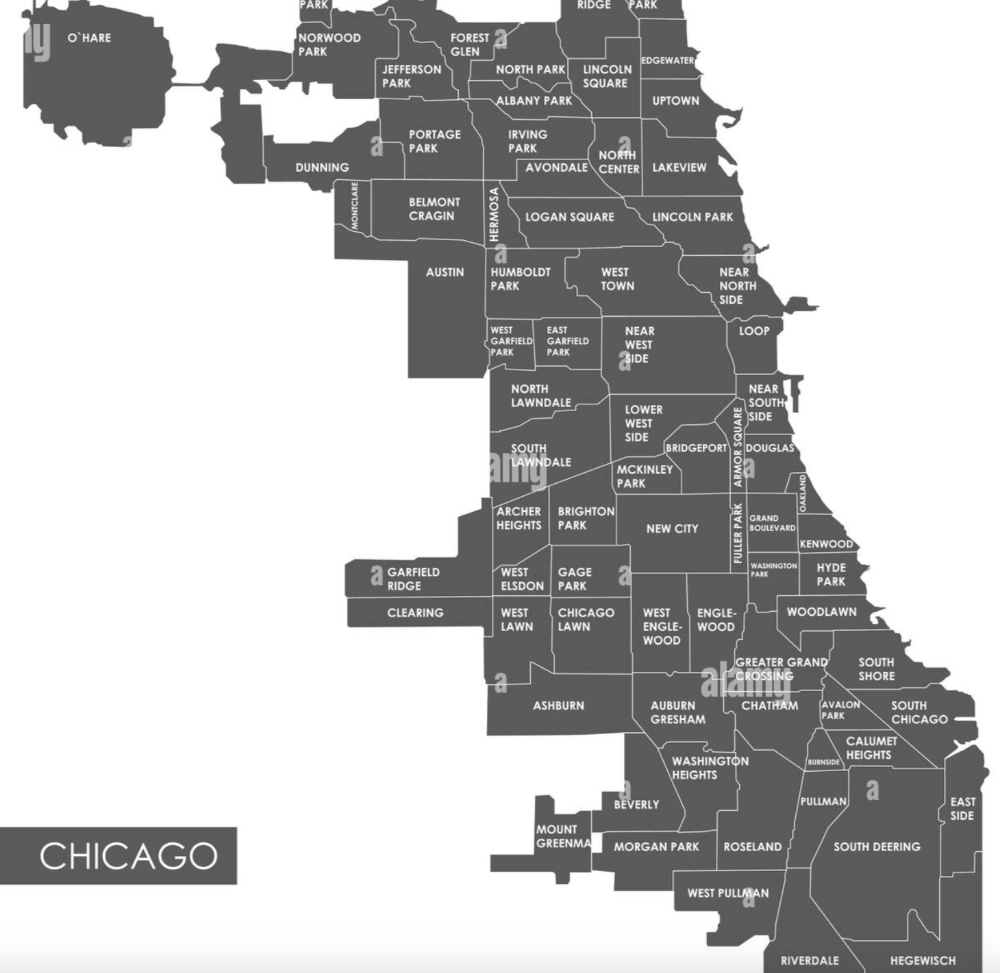 PARK
RIDGE
PARK
O`HARE
NORWOOD
PARK
FOREST
GLEN
EDGEWATER
JEFFERSON
PARK
NORTH PARK
LINCOLN
SQUARE
ALBANY PARK
UPTOWN
PORTAGE
PARK
IRVING
PARK
NORTH
CENTER
DUNNING
AVONDALE
LAKEVIEW
MONTCLARE
BELMONT
CRAGIN
HERMOSA
LOGAN SQUARE
LINCOLN PARK
AUSTIN
HUMBOLDT
PARK
WEST
TOWN
NEAR
NORTH
SIDE
WEST
GARFIELD
PARK
EAST
GARFIELD
PARK
NEAR
WEST
SIDE
LOOP
NORTH
LAWNDALE
NEAR
SOUTH
SIDE
LOWER
WEST
SIDE
ARMOR SQUARE
SOUTH
LAWNDALE
BRIDGEPORT
DOUGLAS
MCKINLEY
PARK
OAKLAND
ARCHER
HEIGHTS
BRIGHTON
PARK
NEW CITY
FULLER PARK
GRAND
BOULEVARD
KENWOOD
GARFIELD
RIDGE
WEST
ELSDON
GAGE
PARK
WASHINGTON
PARK
HYDE
PARK
CLEARING
WEST
LAWN
CHICAGO
LAWN
WEST
ENGLE-
WOOD
ENGLE-
WOOD
WOODLAWN
GREATER GRAND
CROSSING
SOUTH
SHORE
alamy
ASHBURN
AUBURN
GRESHAM
CHATHAM
AVALON
PARK
SOUTH
CHICAGO
CALUMET
HEIGHTS
WASHINGTON
HEIGHTS
BURNSIDE
BEVERLY
PULLMAN
EAST
SIDE
MOUNT
GREENMA
MORGAN PARK
ROSELAND
SOUTH DEERING
CHICAGO
WEST PULLMAN
RIVERDALE
HEGEWISCH